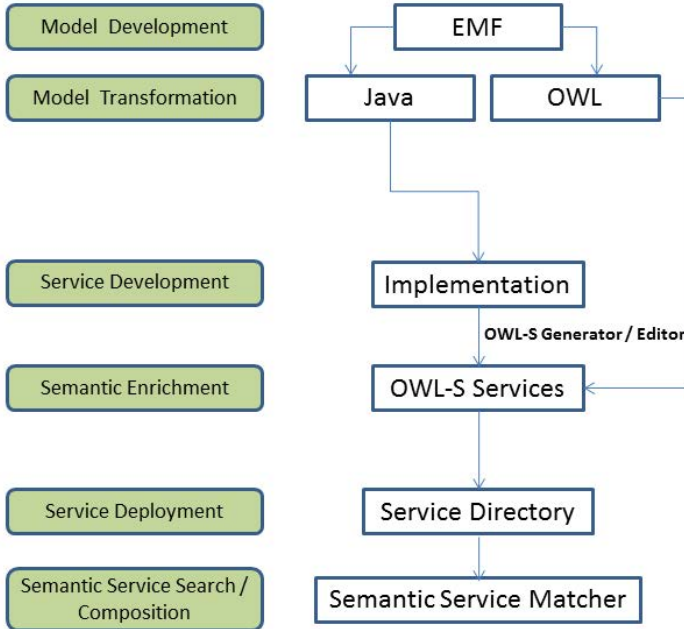 Model Development
EMF
Model Transformation
Java
OWL
Service Development
Implementation
OWL-S Generator / Editor
Semantic Enrichment
OWL-S Services
Service Deployment
Service Directory
Semantic Service Search /
Composition
Semantic Service Matcher